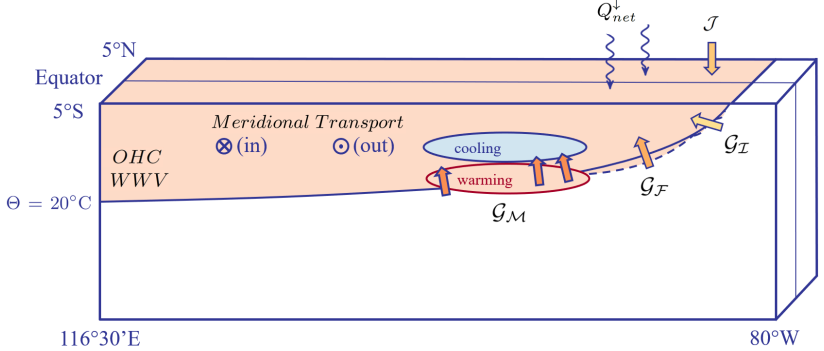 5°N
Q↓net
𝒥
Equator
5°S
Meridional Transport
⊗ (in)
⊙ (out)
cooling
𝒢ℐ
OHC
WWV
warming
𝒢ℱ
Θ = 20°C
𝒢ℳ
116°30’E
80°W